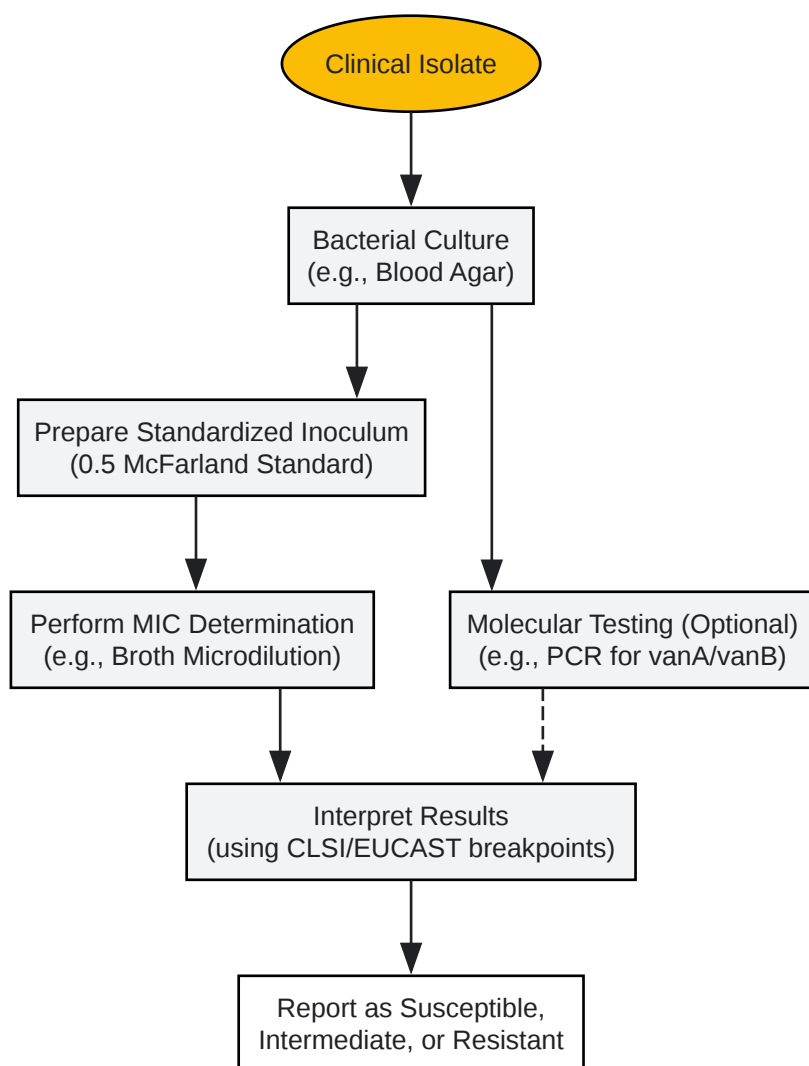 Clinical Isolate
Bacterial Culture
(e.g., Blood Agar)
Prepare Standardized Inoculum
(0.5 McFarland Standard)
Perform MIC Determination
(e.g., Broth Microdilution)
Molecular Testing (Optional)
(e.g., PCR for vanA/vanB)
Interpret Results
(using CLSI/EUCAST breakpoints)
Report as Susceptible,
Intermediate, or Resistant